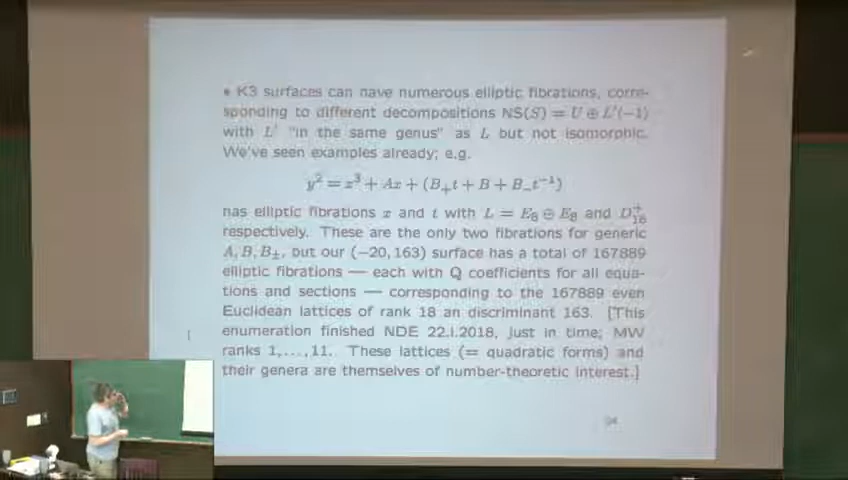 • K3 surfaces can have numerous elliptic fibrations, corre-
sponding to different decompositions NS(S) = U ⊕ L'(−1)
with L' "in the same genus" as L but not isomorphic.
We've seen examples already; e.g.
y² = x³ + Ax + (B₊t + B + B₋t⁻¹)
has elliptic fibrations x and t with L = E₈ ⊕ E₈ and D₁₆⁺
respectively. These are the only two fibrations for generic
A, B, B±, but our (−20, 163) surface has a total of 167889
elliptic fibrations — each with Q coefficients for all equa-
tions and sections — corresponding to the 167889 even
Euclidean lattices of rank 18 an discriminant 163. [This
enumeration finished NDE 22.i.2018, just in time; MW
ranks 1,...,11. These lattices (= quadratic forms) and
their genera are themselves of number-theoretic interest.]